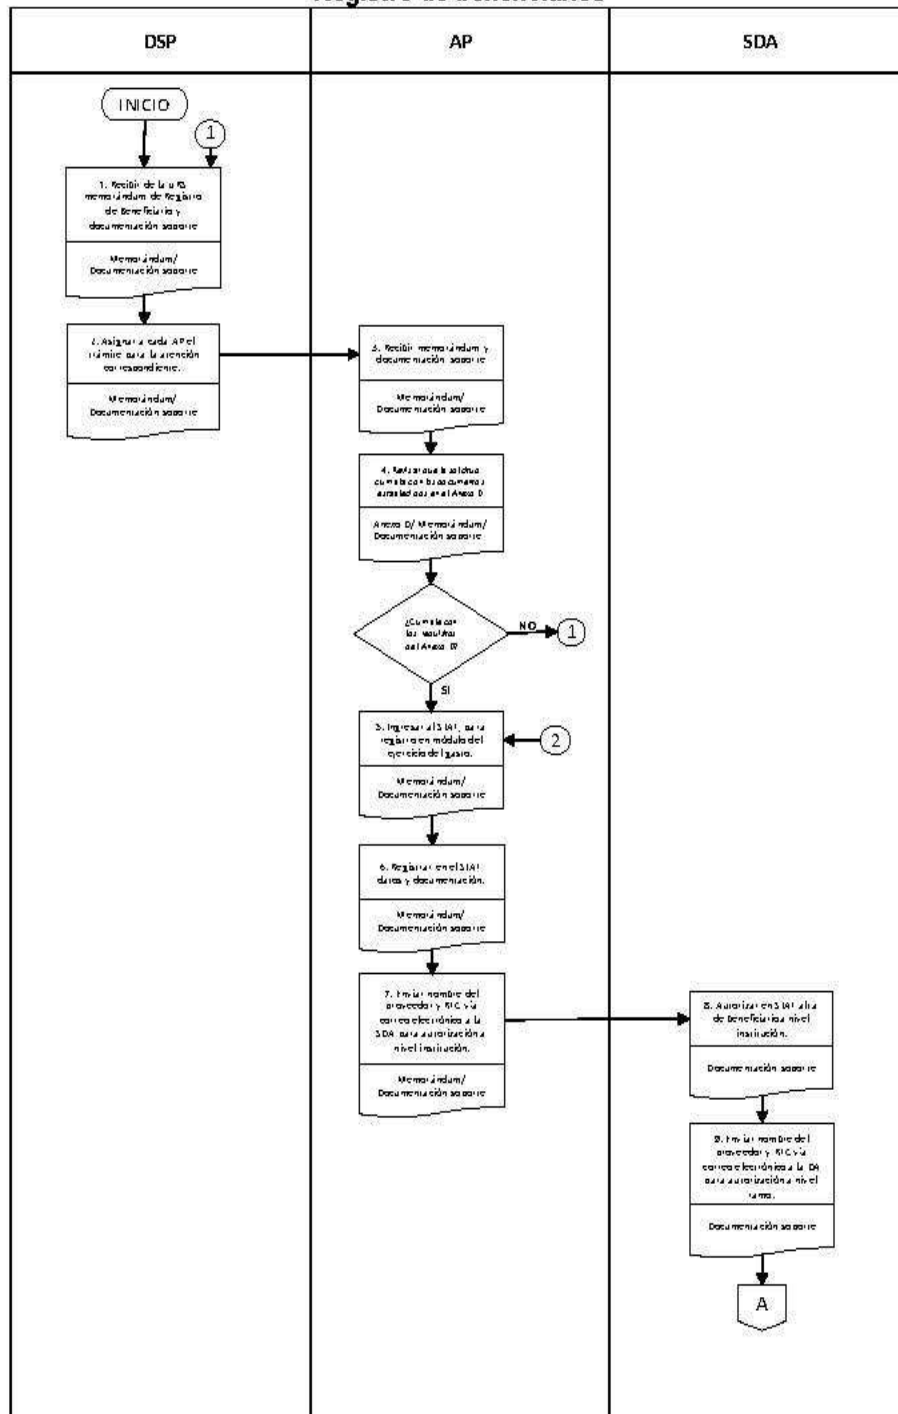 Registro de Beneficiarios
DSP
AP
SDA
INICIO
1
1. Recibir de la
memorándum de Registro
de Beneficiario y
documentación soporte
Memorándum/
Documentación soporte
2. Asignar a cada AP el
trámite para la atención
correspondiente.
Memorándum/
Documentación soporte
3. Recibir memorándum y
documentación soporte
Memorándum/
Documentación soporte
4. Revisar que la solicitud
cumpla con los documentos
establecidos en el Anexo D
Anexo D/ Memorándum/
Documentación soporte
¿Cumple con
los requisitos
del Anexo D?
NO
1
SI
5. Ingresar al para
registro en módulo del
ejercicio del gasto.
2
Memorándum/
Documentación soporte
6. Registrar en el
datos y documentación.
Memorándum/
Documentación soporte
7. Enviar nombre del
proveedor y RFC vía
correo electrónico a la
SDA para autorización a
nivel institución.
Memorándum/
Documentación soporte
8. Autorizar en alta
de Beneficiario a nivel
institución.
Documentación soporte
9. Enviar nombre del
proveedor y RFC vía
correo electrónico a la DA
para autorización a nivel
ramo.
Documentación soporte
A